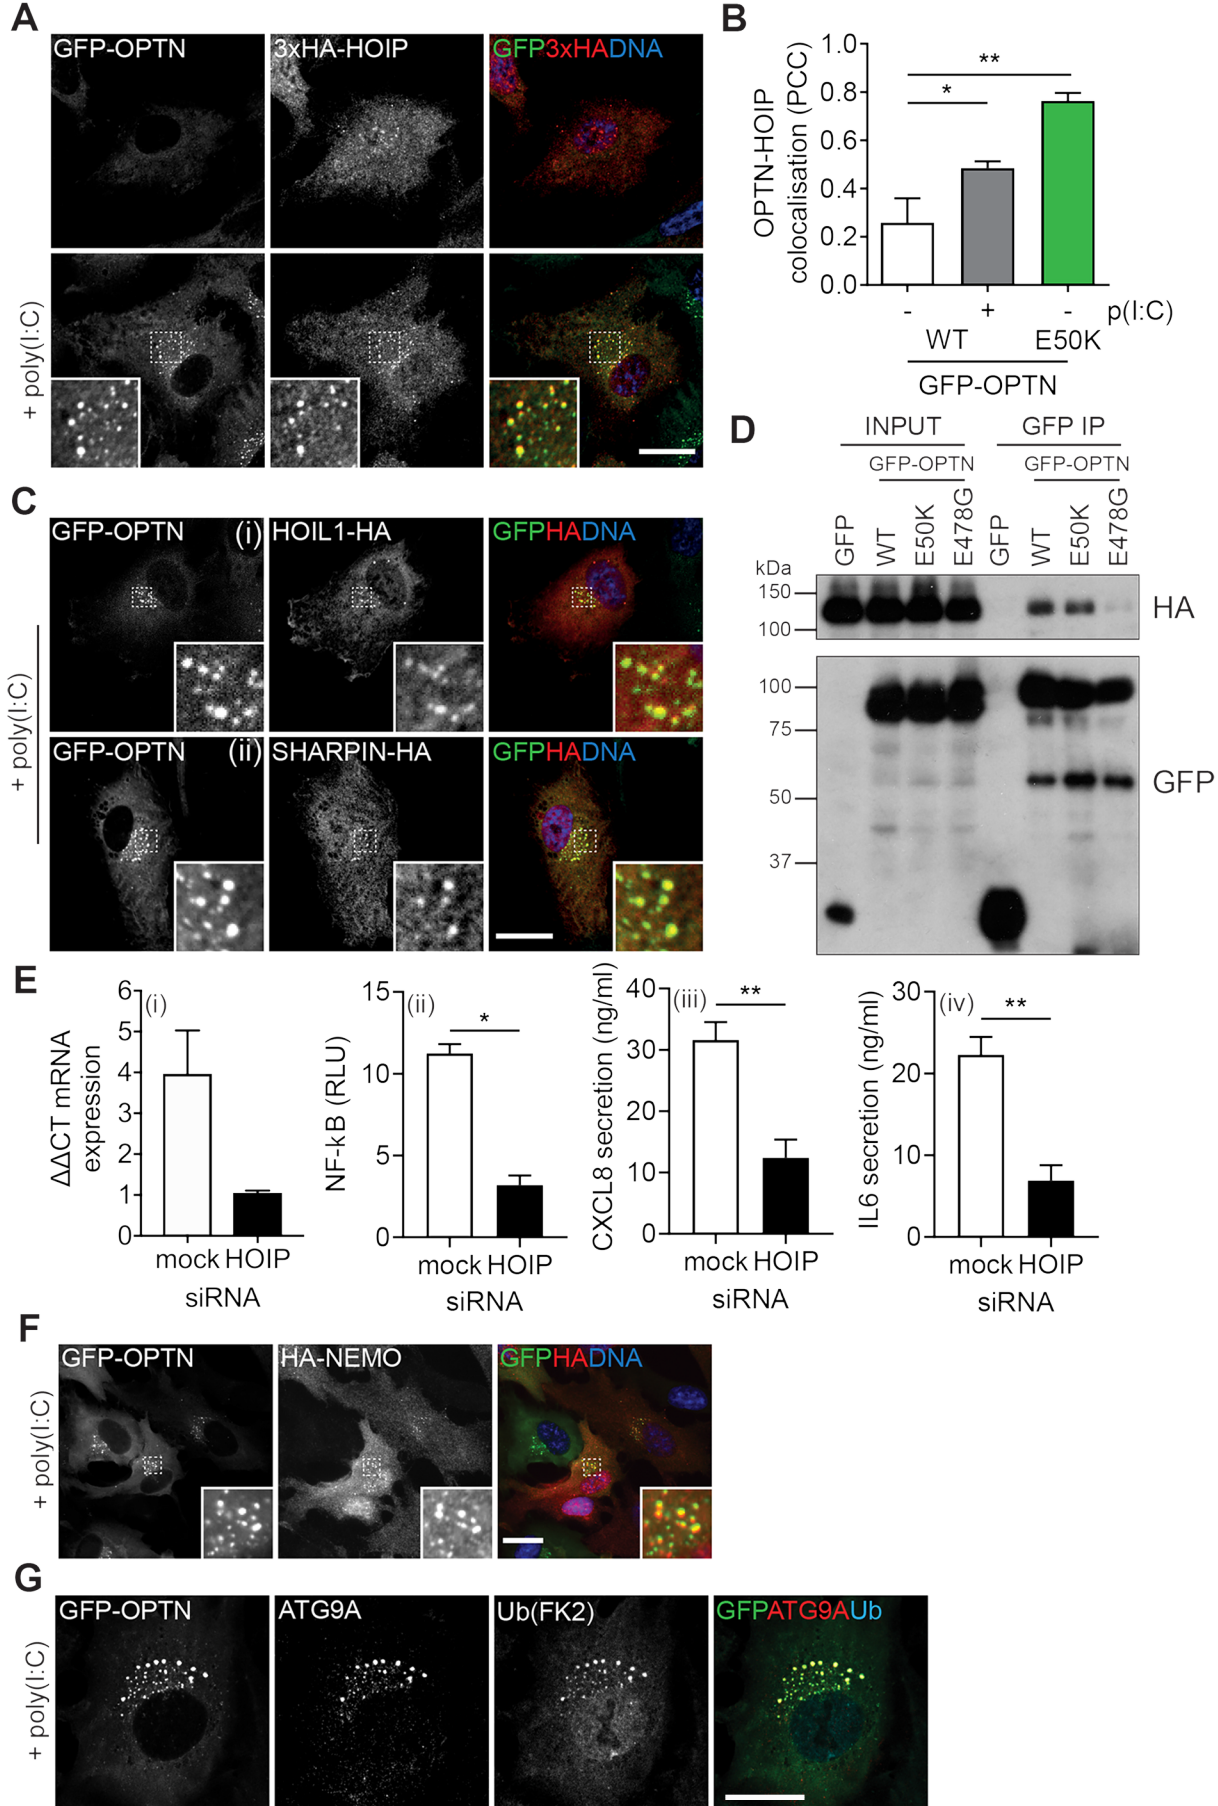 A
GFP-OPTN
3xHA-HOIP
GFP3xHADNA
+ poly(I:C)
B
OPTN-HOIP
colocalisation (PCC)
1.0
0.8
0.6
0.4
0.2
0.0
*
**
- + - p(I:C)
WT E50K
GFP-OPTN
C
+ poly(I:C)
GFP-OPTN (i)
HOIL1-HA
GFPHADNA
GFP-OPTN (ii)
SHARPIN-HA
GFPHADNA
D
INPUT GFP IP
GFP-OPTN GFP-OPTN
GFP WT E50K E478G GFP WT E50K E478G
kDa
150
100
HA
100
75
50
37
GFP
E
(i)
ΔΔCT mRNA
expression
6
5
4
3
2
1
0
mock HOIP
siRNA
(ii)
NF-kB (RLU)
15
10
5
0
*
mock HOIP
siRNA
(iii)
CXCL8 secretion (ng/ml)
40
30
20
10
0
**
mock HOIP
siRNA
(iv)
IL6 secretion (ng/ml)
30
20
10
0
**
mock HOIP
siRNA
F
+ poly(I:C)
GFP-OPTN
HA-NEMO
GFPHADNA
G
+ poly(I:C)
GFP-OPTN
ATG9A
Ub(FK2)
GFPATG9AUb